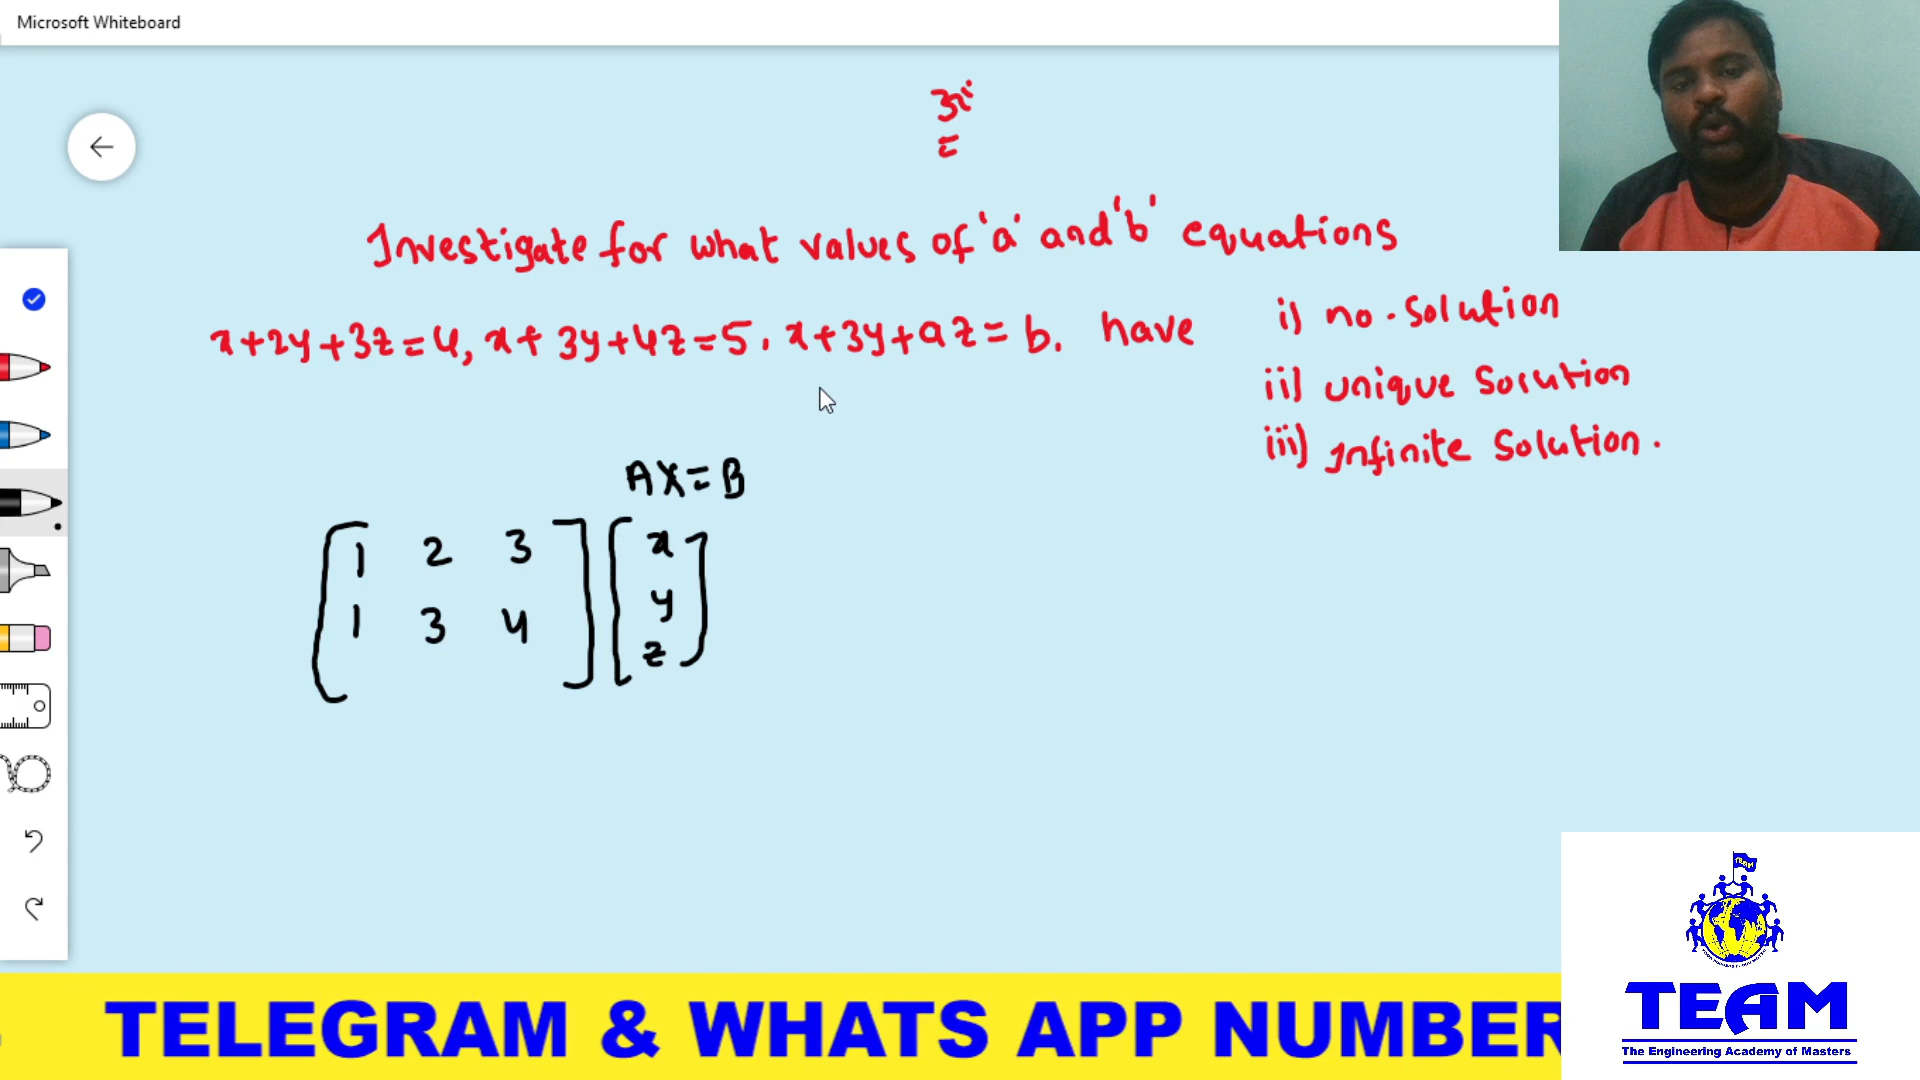 Microsoft Whiteboard
Investigate for what values of 'a' and 'b' equations
x+2y+3z=4, x+3y+4z=5, x+3y+az=b. have
i) no.solution
ii) unique Solution
iii) Infinite Solution.
AX=B
1 2 3
1 3 4
x
y
z
TEAM
The Engineering Academy of Masters
TELEGRAM & WHATS APP NUMBER